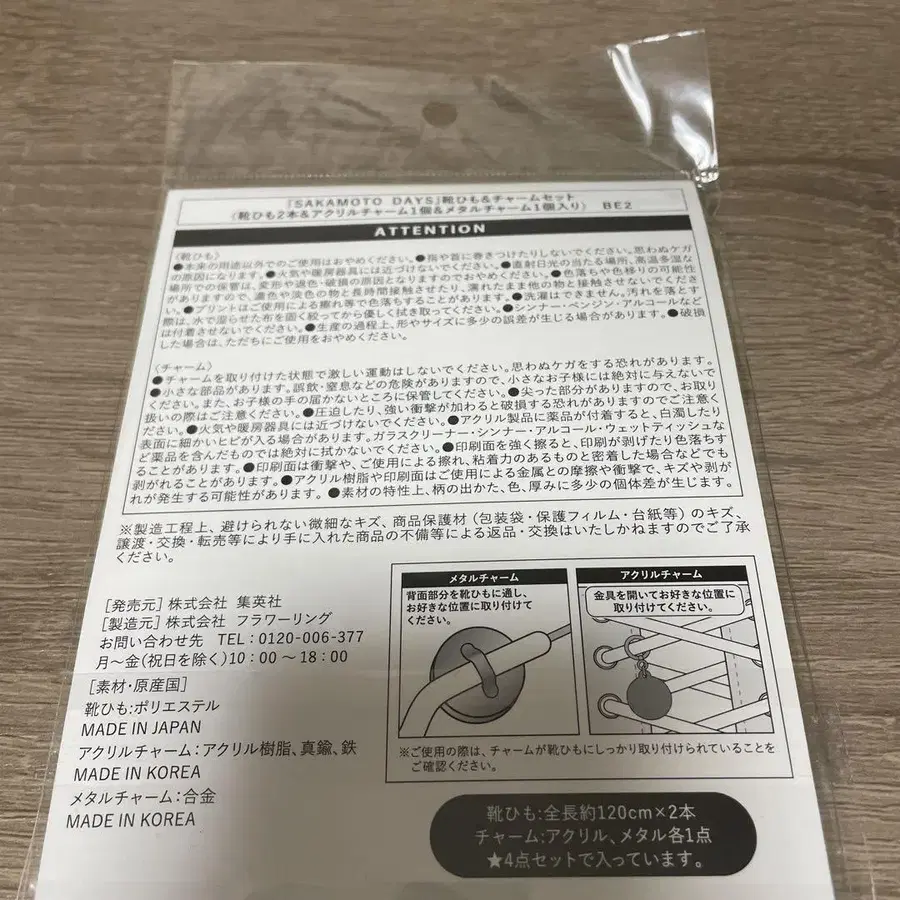 『SAKAMOTO DAYS』靴ひも&チャームセット
(靴ひも2本&アクリルチャーム1個&メタルチャーム1個入り) BE2
ATTENTION
〈靴ひも〉
●本来の用途以外でのご使用はおやめください。●指や首に巻きつけたりしないでください。思わぬケガ
の原因になります。●火気や暖房器具には近づけないでください。●直射日光の当たる場所、高温多湿な
場所での保管は、変形や退色・破損の原因となりますのでおやめください。●色落ちや色移りの可能性
がありますので、濃色や淡色の物と長時間接触させたり、濡れたまま他の物と接触させないでくださ
い。●プリントはご使用による擦れ等で色落ちすることがあります。●洗濯はできません。汚れを落とす
際は、水で湿らせた布を固く絞ってから優しく拭き取ってください。●シンナー・ベンジン・アルコールなど
は付着させないでください。●生産の過程上、形やサイズに多少の誤差が生じる場合があります。●破損
した場合は、ただちにご使用をおやめください。
〈チャーム〉
●チャームを取り付けた状態で激しい運動はしないでください。思わぬケガをする恐れがあります。
●小さな部品があります。誤飲・窒息などの危険がありますので、小さなお子様には絶対に与えないで
ください。また、お子様の手の届かないところに保管してください。●尖った部分がありますので、お取り
扱いの際はご注意ください。●圧迫したり、強い衝撃が加わると破損する恐れがありますのでご注意く
ださい。●火気や暖房器具には近づけないでください。●アクリル製品に薬品が付着すると、白濁したり
表面に細かいヒビが入る場合があります。ガラスクリーナー・シンナー・アルコール・ウェットティッシュな
ど薬品を含んだものでは絶対に拭かないでください。●印刷面を強く擦ると、印刷が剥げたり色落ちす
ることがあります。●印刷面は衝撃や、ご使用による擦れ、粘着力のあるものと密着した場合などでも
剥がれることがあります。●アクリル樹脂や印刷面はご使用による金属との摩擦や衝撃で、キズや剥が
れが発生する可能性があります。●素材の特性上、柄の出かた、色、厚みに多少の個体差が生じます。
※製造工程上、避けられない微細なキズ、商品保護材(包装袋・保護フィルム・台紙等)のキズ、
譲渡・交換・転売等により手に入れた商品の不備等による返品・交換はいたしかねますのでご了承
ください。
[発売元] 株式会社 集英社
[製造元] 株式会社 フラワーリング
お問い合わせ先 TEL:0120-006-377
月〜金(祝日を除く)10:00〜18:00
[素材・原産国]
靴ひも:ポリエステル
MADE IN JAPAN
アクリルチャーム:アクリル樹脂、真鍮、鉄
MADE IN KOREA
メタルチャーム:合金
MADE IN KOREA
メタルチャーム
背面部分を靴ひもに通し、
お好きな位置に取り付けて
ください。
アクリルチャーム
金具を開いてお好きな位置に
取り付けてください。
※ご使用の際は、チャームが靴ひもにしっかり取り付けられていることを
ご確認ください。
靴ひも:全長約120cm×2本
チャーム:アクリル、メタル各1点
★4点セットで入っています。